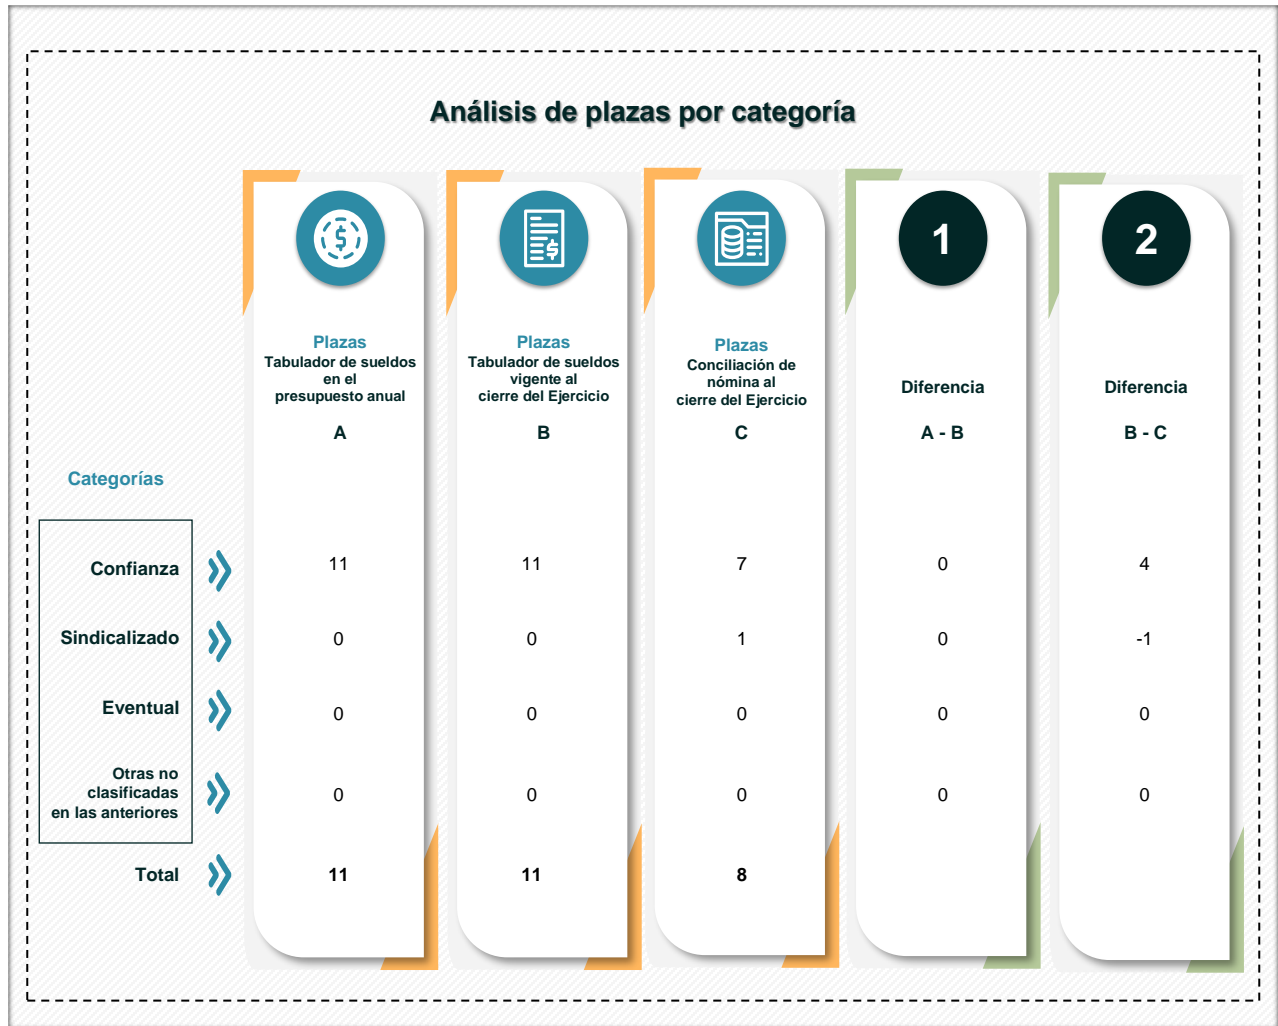 Análisis de plazas por categoría
1
2
Plazas
Tabulador de sueldos
en el
presupuesto anual
A
Plazas
Tabulador de sueldos
vigente al
cierre del Ejercicio
B
Plazas
Conciliación de
nómina al
cierre del Ejercicio
C
Diferencia
A - B
Diferencia
B - C
Categorías
Confianza 11 11 7 0 4
Sindicalizado 0 0 1 0 -1
Eventual 0 0 0 0 0
Otras no
clasificadas
en las anteriores 0 0 0 0 0
Total 11 11 8